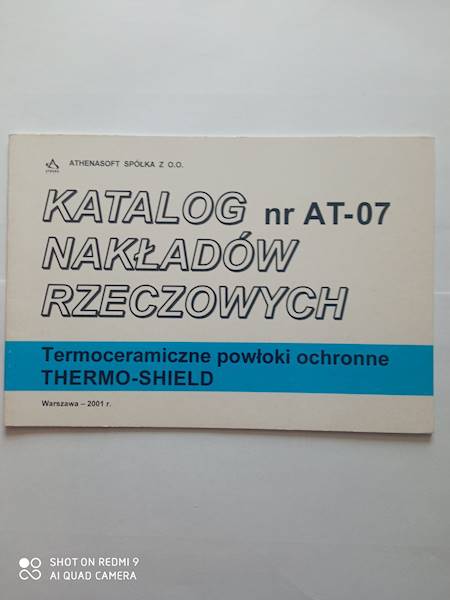 ATHENASOFT SPÓŁKA Z O.O.
KATALOG nr AT-07
NAKŁADÓW
RZECZOWYCH
Termoceramiczne powłoki ochronne
THERMO-SHIELD
Warszawa – 2001 r.
SHOT ON REDMI 9
AI QUAD CAMERA